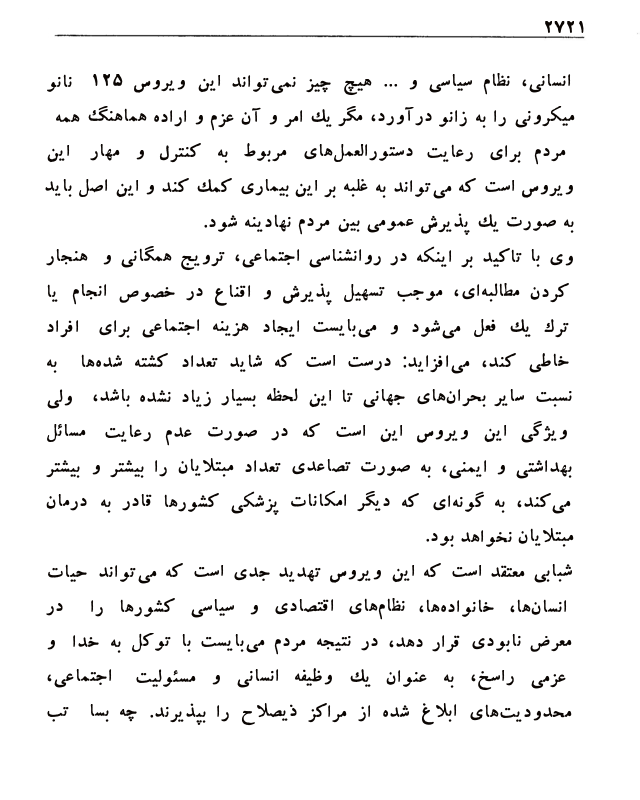 ۲۷۲۱
انسانی، نظام سیاسی و ... هیچ چیز نمی‌تواند این ویروس ۱۲۵ نانو
میکرونی را به زانو درآورد، مگر یك امر و آن عزم و اراده هماهنگ همه
مردم برای رعایت دستورالعمل‌های مربوط به کنترل و مهار این
ویروس است که می‌تواند به غلبه بر این بیماری کمك کند و این اصل باید
به صورت یك پذیرش عمومی بین مردم نهادینه شود.
وی با تاکید بر اینکه در روانشناسی اجتماعی، ترویج همگانی و هنجار
کردن مطالبه‌ای، موجب تسهیل پذیرش و اقناع در خصوص انجام یا
ترك یك فعل می‌شود و می‌بایست ایجاد هزینه اجتماعی برای افراد
خاطی کند، می‌افزاید: درست است که شاید تعداد کشته شده‌ها به
نسبت سایر بحران‌های جهانی تا این لحظه بسیار زیاد نشده باشد، ولی
ویژگی این ویروس این است که در صورت عدم رعایت مسائل
بهداشتی و ایمنی، به صورت تصاعدی تعداد مبتلایان را بیشتر و بیشتر
می‌کند، به گونه‌ای که دیگر امکانات پزشکی کشورها قادر به درمان
مبتلایان نخواهد بود.
شبابی معتقد است که این ویروس تهدید جدی است که می‌تواند حیات
انسان‌ها، خانواده‌ها، نظام‌های اقتصادی و سیاسی کشورها را در
معرض نابودی قرار دهد، در نتیجه مردم می‌بایست با توکل به خدا و
عزمی راسخ، به عنوان یك وظیفه انسانی و مسئولیت اجتماعی،
محدودیت‌های ابلاغ شده از مراکز ذیصلاح را بپذیرند. چه بسا تب